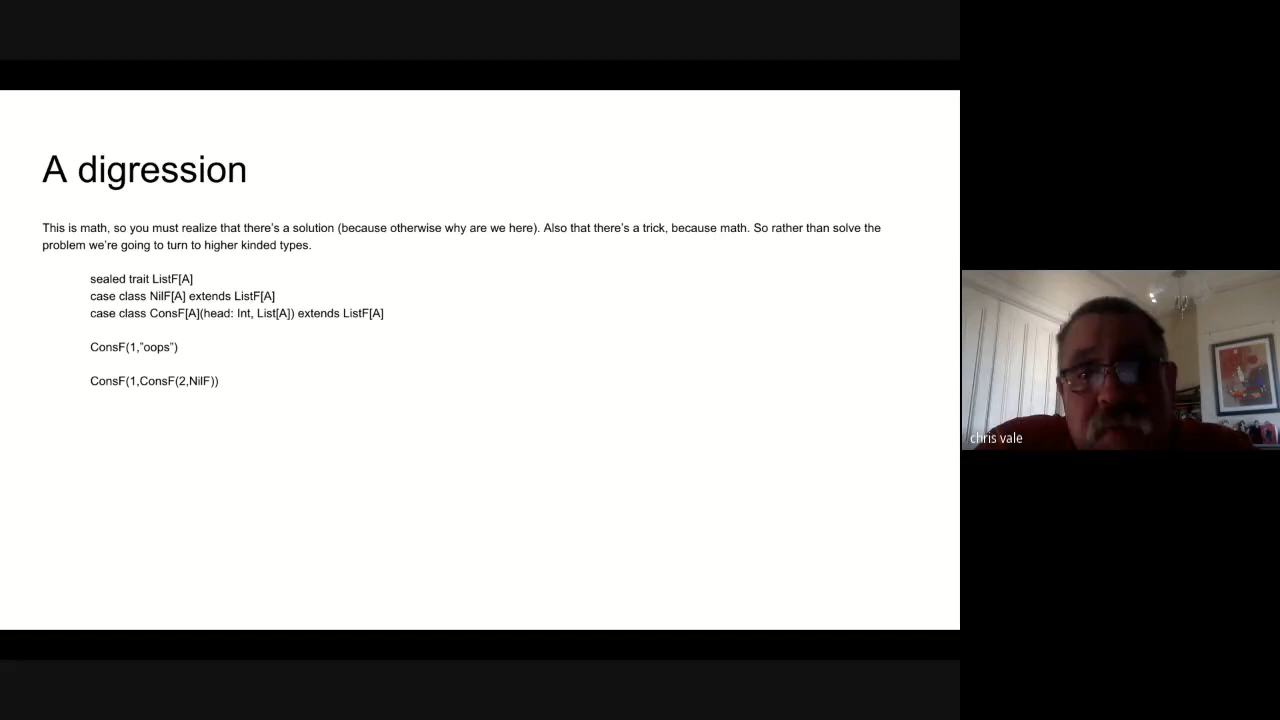 A digression
This is math, so you must realize that there's a solution (because otherwise why are we here). Also that there's a trick, because math. So rather than solve the
problem we're going to turn to higher kinded types.
sealed trait ListF[A]
case class NilF[A] extends ListF[A]
case class ConsF[A](head: Int, List[A]) extends ListF[A]
ConsF(1,"oops")
ConsF(1,ConsF(2,NilF))
chris vale